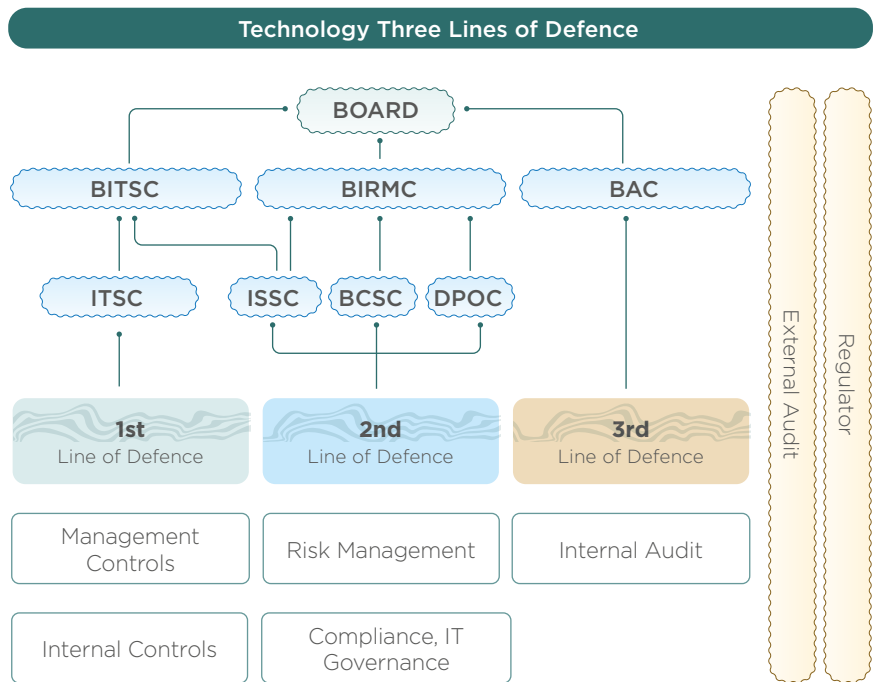 Technology Three Lines of Defence
BOARD
BITSC
BIRMC
BAC
ITSC
ISSC
BCSC
DPOC
1st
Line of Defence
2nd
Line of Defence
3rd
Line of Defence
Management
Controls
Risk Management
Internal Audit
Internal Controls
Compliance, IT
Governance
External Audit
Regulator